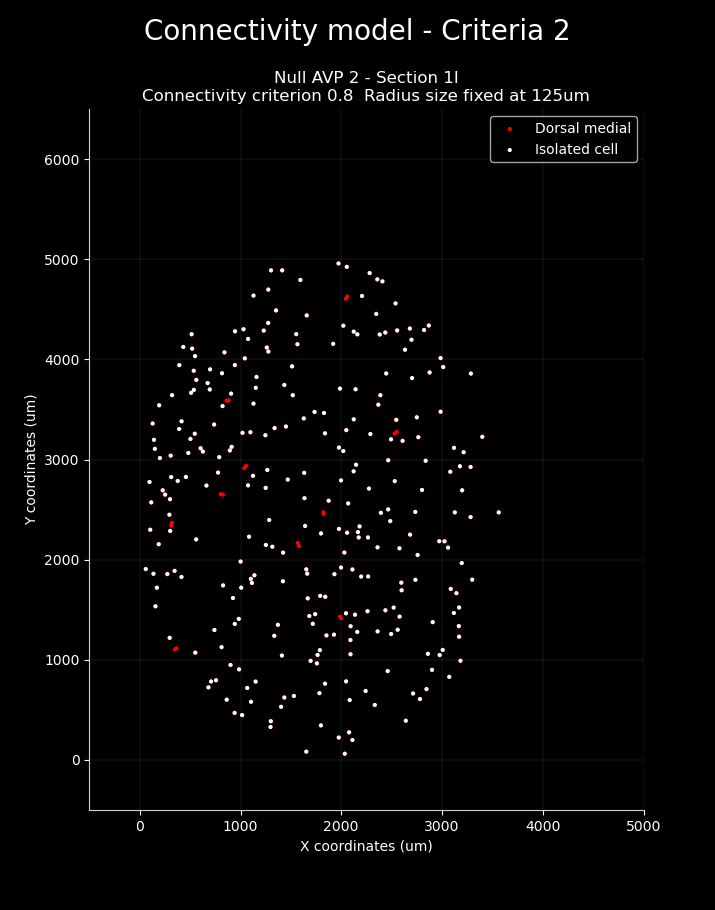 Connectivity model - Criteria 2
Null AVP 2 - Section 1I
Connectivity criterion 0.8  Radius size fixed at 125um
Dorsal medial
Isolated cell
6000
5000
4000
3000
2000
1000
0
Y coordinates (um)
0
1000
2000
3000
4000
5000
X coordinates (um)